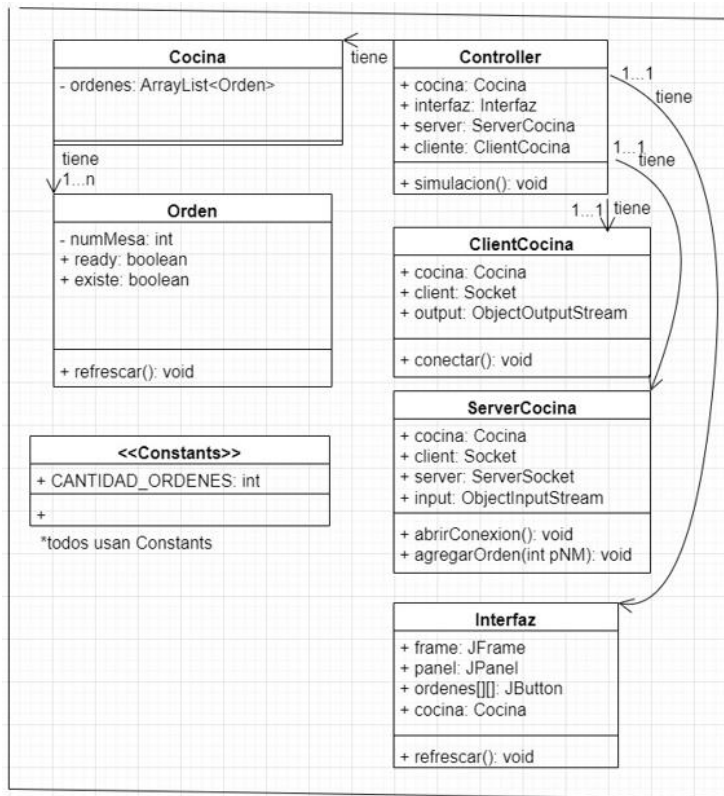 Cocina
- ordenes: ArrayList<Orden>
tiene
Controller
+ cocina: Cocina
+ interfaz: Interfaz
+ server: ServerCocina
+ cliente: ClientCocina
+ simulacion(): void
1...1
tiene
1...1
tiene
tiene
1...n
1...1
tiene
Orden
- numMesa: int
+ ready: boolean
+ existe: boolean
+ refrescar(): void
ClientCocina
+ cocina: Cocina
+ client: Socket
+ output: ObjectOutputStream
+ conectar(): void
ServerCocina
+ cocina: Cocina
+ client: Socket
+ server: ServerSocket
+ input: ObjectInputStream
+ abrirConexion(): void
+ agregarOrden(int pNM): void
<<Constants>>
+ CANTIDAD_ORDENES: int
+
*todos usan Constants
Interfaz
+ frame: JFrame
+ panel: JPanel
+ ordenes[][]: JButton
+ cocina: Cocina
+ refrescar(): void